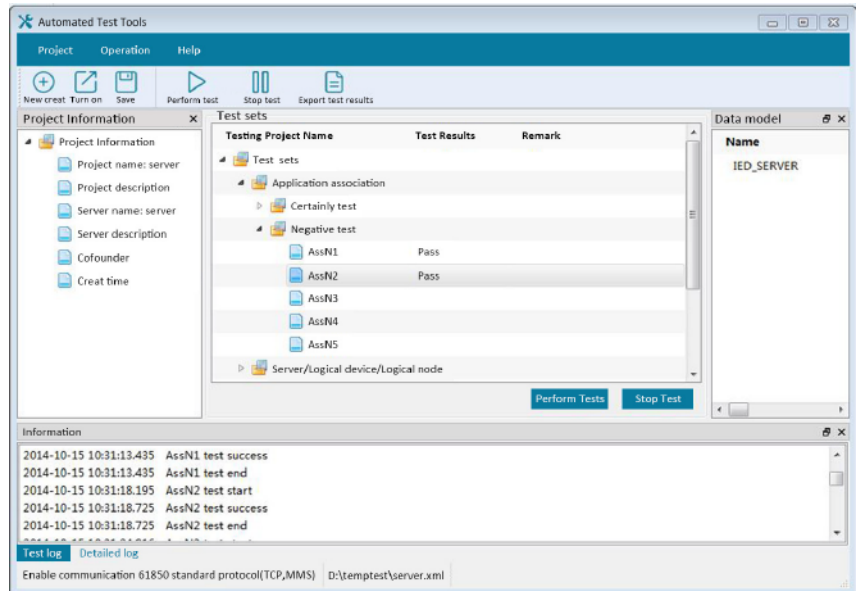 Automated Test Tools
Project Operation Help
New creat Turn on Save Perform test Stop test Export test results
Project Information
Project Information
Project name: server
Project description
Server name: server
Server description
Cofounder
Creat time
Test sets
Testing Project Name Test Results Remark
Test sets
Application association
Certainly test
Negative test
AssN1 Pass
AssN2 Pass
AssN3
AssN4
AssN5
Server/Logical device/Logical node
Perform Tests Stop Test
Data model
Name
IED_SERVER
Information
2014-10-15 10:31:13.435 AssN1 test success
2014-10-15 10:31:13.435 AssN1 test end
2014-10-15 10:31:18.195 AssN2 test start
2014-10-15 10:31:18.725 AssN2 test success
2014-10-15 10:31:18.725 AssN2 test end
Test log Detailed log
Enable communication 61850 standard protocol(TCP,MMS) D:\temptest\server.xml